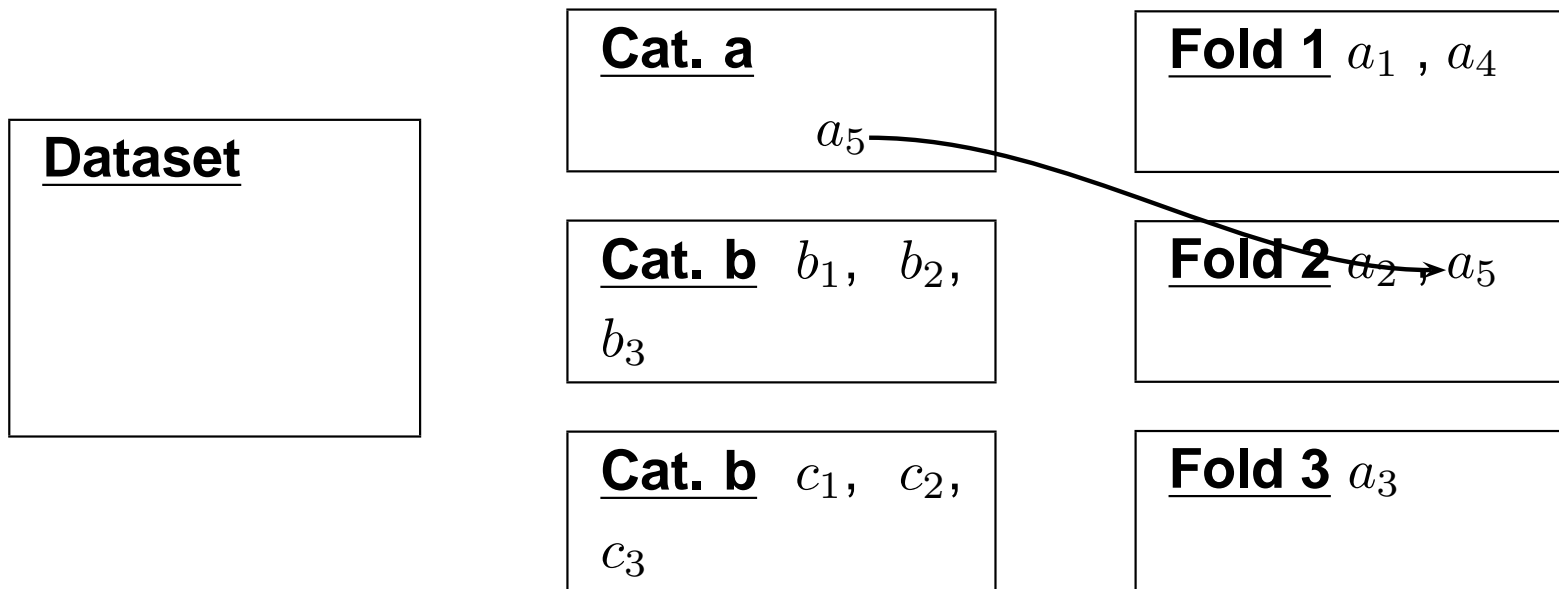 Dataset
Cat. a
a₅
Cat. b b₁, b₂,
b₃
Cat. b c₁, c₂,
c₃
Fold 1 a₁ , a₄
Fold 2 a₂ , a₅
Fold 3 a₃